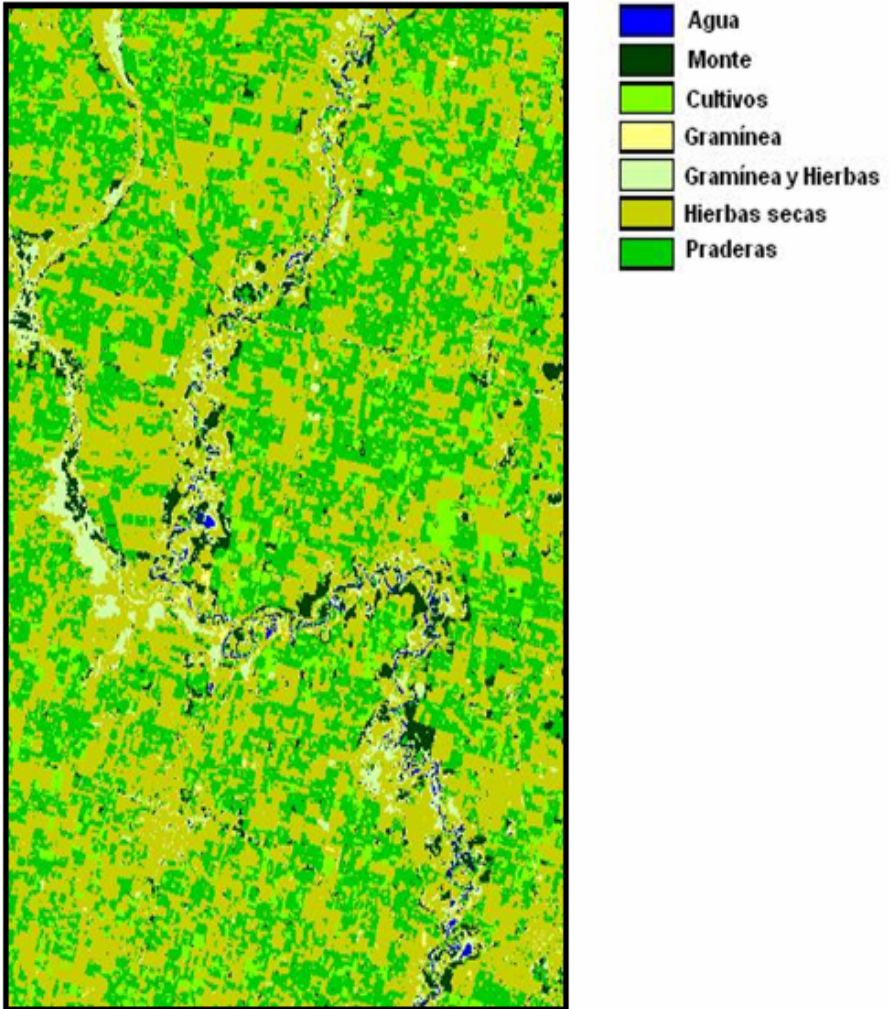 Agua
Monte
Cultivos
Gramínea
Gramínea y Hierbas
Hierbas secas
Praderas